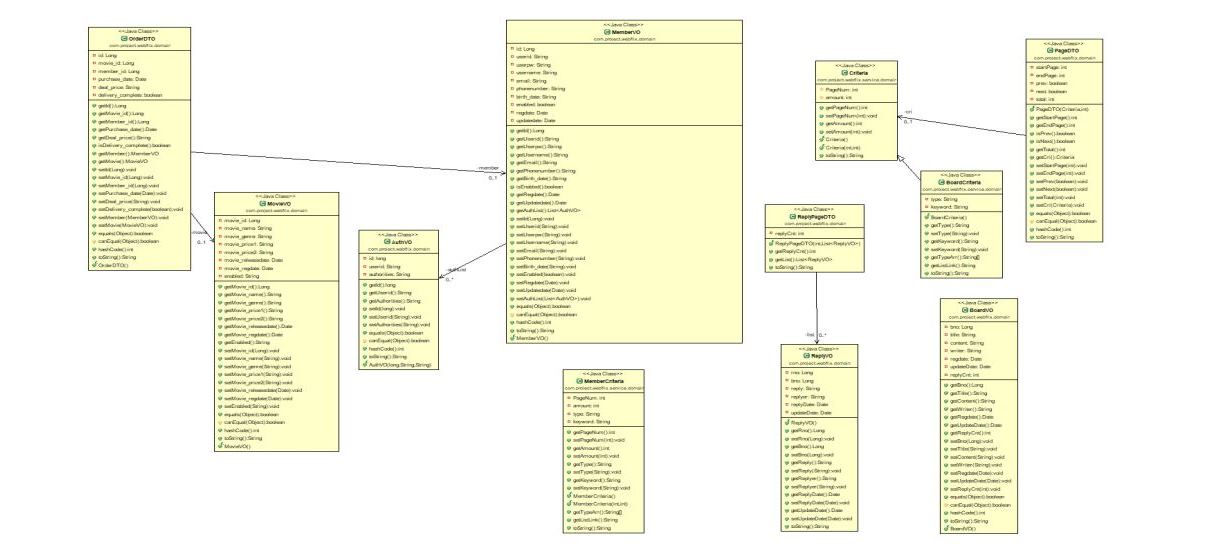 <<Java Class>>
OrderDTO
com.project.webflix.domain
id: Long
movie_id: Long
member_id: Long
purchase_date: Date
deal_price: String
delivery_complete: boolean
getId():Long
getMovie_id():Long
getMember_id():Long
getPurchase_date():Date
getDeal_price():String
isDelivery_complete():boolean
getMember():MemberVO
getMovie():MovieVO
setId(Long):void
setMovie_id(Long):void
setMember_id(Long):void
setPurchase_date(Date):void
setDeal_price(String):void
setDelivery_complete(boolean):void
setMember(MemberVO):void
setMovie(MovieVO):void
equals(Object):boolean
canEqual(Object):boolean
hashCode():int
toString():String
OrderDTO()
-movie
0..1
<<Java Class>>
MovieVO
com.project.webflix.domain
movie_id: Long
movie_name: String
movie_genre: String
movie_price1: String
movie_price2: String
movie_releasedate: Date
movie_regdate: Date
enabled: String
getMovie_id():Long
getMovie_name():String
getMovie_genre():String
getMovie_price1():String
getMovie_price2():String
getMovie_releasedate():Date
getMovie_regdate():Date
getEnabled():String
setMovie_id(Long):void
setMovie_name(String):void
setMovie_genre(String):void
setMovie_price1(String):void
setMovie_price2(String):void
setMovie_releasedate(Date):void
setMovie_regdate(Date):void
setEnabled(String):void
equals(Object):boolean
canEqual(Object):boolean
hashCode():int
toString():String
MovieVO()
<<Java Class>>
AuthVO
com.project.webflix.domain
id: long
userid: String
authorities: String
getId():long
getUserid():String
getAuthorities():String
setId(long):void
setUserid(String):void
setAuthorities(String):void
equals(Object):boolean
canEqual(Object):boolean
hashCode():int
toString():String
AuthVO(long,String,String)
-authList
0..*
-member
0..1
<<Java Class>>
MemberVO
com.project.webflix.domain
id: Long
userid: String
userpw: String
username: String
email: String
phonenumber: String
birth_date: String
enabled: boolean
regdate: Date
updatedate: Date
getId():Long
getUserid():String
getUserpw():String
getUsername():String
getEmail():String
getPhonenumber():String
getBirth_date():String
isEnabled():boolean
getRegdate():Date
getUpdatedate():Date
getAuthList():List<AuthVO>
setId(Long):void
setUserid(String):void
setUserpw(String):void
setUsername(String):void
setEmail(String):void
setPhonenumber(String):void
setBirth_date(String):void
setEnabled(boolean):void
setRegdate(Date):void
setUpdatedate(Date):void
setAuthList(List<AuthVO>):void
equals(Object):boolean
canEqual(Object):boolean
hashCode():int
toString():String
MemberVO()
<<Java Class>>
MemberCriteria
com.project.webflix.service.domain
PageNum: int
amount: int
type: String
keyword: String
getPageNum():int
setPageNum(int):void
getAmount():int
setAmount(int):void
getType():String
setType(String):void
getKeyword():String
setKeyword(String):void
MemberCriteria()
MemberCriteria(int,int)
getTypeArr():String[]
getListLink():String
toString():String
<<Java Class>>
Criteria
com.project.webflix.service.domain
PageNum: int
amount: int
getPageNum():int
setPageNum(int):void
getAmount():int
setAmount(int):void
Criteria()
Criteria(int,int)
toString():String
-cri
0..1
<<Java Class>>
PageDTO
com.project.webflix.domain
startPage: int
endPage: int
prev: boolean
next: boolean
total: int
PageDTO(Criteria,int)
getStartPage():int
getEndPage():int
isPrev():boolean
isNext():boolean
getTotal():int
getCri():Criteria
setStartPage(int):void
setEndPage(int):void
setPrev(boolean):void
setNext(boolean):void
setTotal(int):void
setCri(Criteria):void
equals(Object):boolean
canEqual(Object):boolean
hashCode():int
toString():String
<<Java Class>>
BoardCriteria
com.project.webflix.service.domain
type: String
keyword: String
BoardCriteria()
getType():String
setType(String):void
getKeyword():String
setKeyword(String):void
getTypeArr():String[]
getListLink():String
toString():String
<<Java Class>>
ReplyPageDTO
com.project.webflix.domain
replyCnt: int
ReplyPageDTO(int,List<ReplyVO>)
getReplyCnt():int
getList():List<ReplyVO>
toString():String
-list
0..*
<<Java Class>>
ReplyVO
com.project.webflix.domain
rno: Long
bno: Long
reply: String
replyer: String
replyDate: Date
updateDate: Date
ReplyVO()
getRno():Long
setRno(Long):void
getBno():Long
setBno(Long):void
getReply():String
setReply(String):void
getReplyer():String
setReplyer(String):void
getReplyDate():Date
setReplyDate(Date):void
getUpdateDate():Date
setUpdateDate(Date):void
toString():String
<<Java Class>>
BoardVO
com.project.webflix.domain
bno: Long
title: String
content: String
writer: String
regdate: Date
updateDate: Date
replyCnt: int
getBno():Long
getTitle():String
getContent():String
getWriter():String
getRegdate():Date
getUpdateDate():Date
getReplyCnt():int
setBno(Long):void
setTitle(String):void
setContent(String):void
setWriter(String):void
setRegdate(Date):void
setUpdateDate(Date):void
setReplyCnt(int):void
equals(Object):boolean
canEqual(Object):boolean
hashCode():int
toString():String
BoardVO()